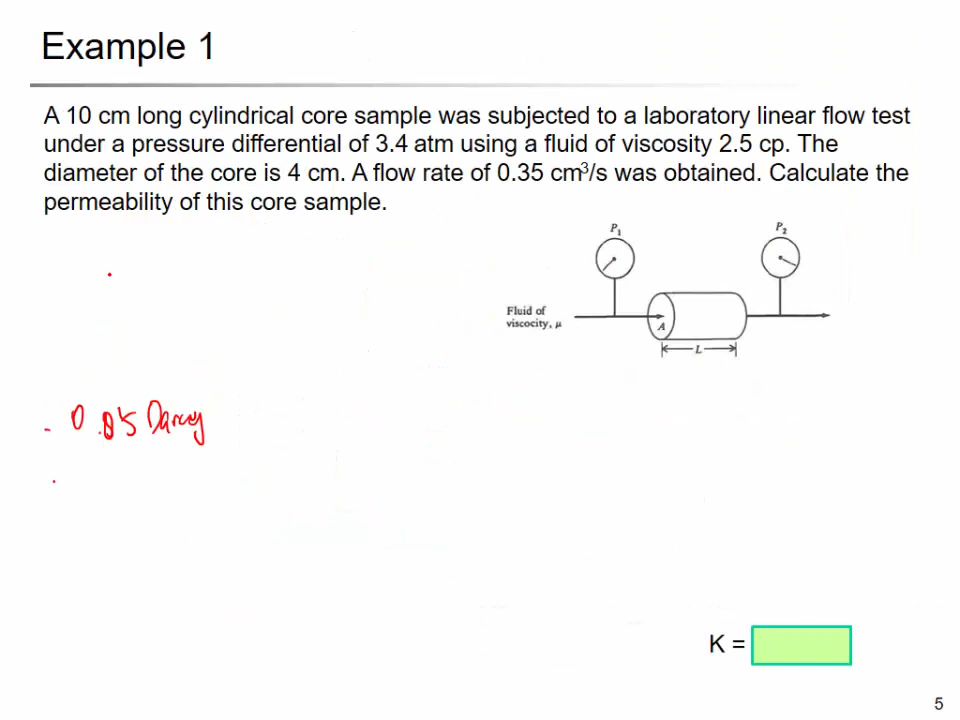 Example 1
A 10 cm long cylindrical core sample was subjected to a laboratory linear flow test
under a pressure differential of 3.4 atm using a fluid of viscosity 2.5 cp. The
diameter of the core is 4 cm. A flow rate of 0.35 cm³/s was obtained. Calculate the
permeability of this core sample.
P₁
P₂
Fluid of
viscocity, μ
A
L
Darcy
K =
5